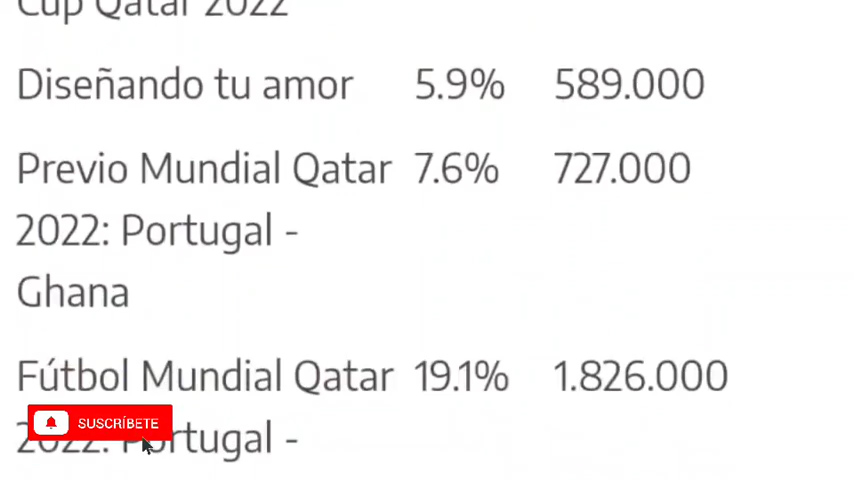 Cup Qatar 2022
Diseñando tu amor 5.9% 589.000
Previo Mundial Qatar 7.6% 727.000
2022: Portugal -
Ghana
Fútbol Mundial Qatar 19.1% 1.826.000
SUSCRÍBETE
2022: Portugal -